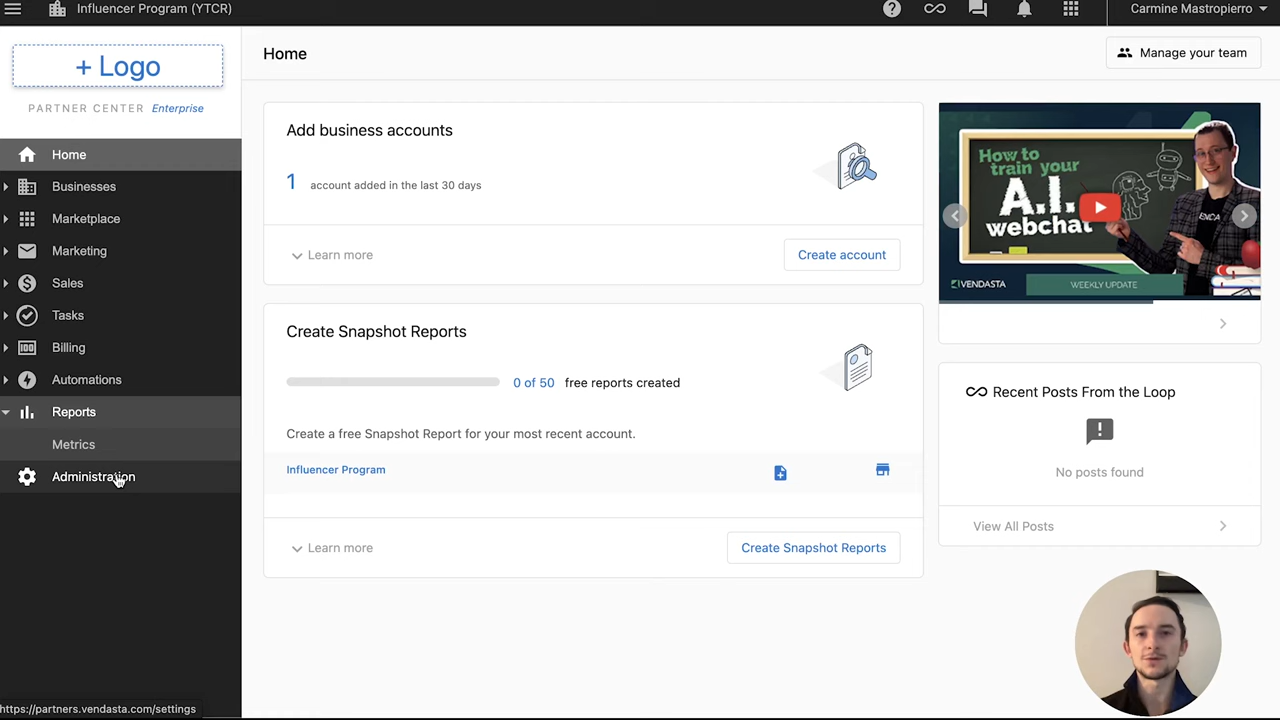 Influencer Program (YTCR)
Carmine Mastropierro
+ Logo
PARTNER CENTER Enterprise
Home
Businesses
Marketplace
Marketing
Sales
Tasks
Billing
Automations
Reports
Metrics
Administration
https://partners.vendasta.com/settings
Home
Manage your team
Add business accounts
1 account added in the last 30 days
Learn more
Create account
Create Snapshot Reports
0 of 50 free reports created
Create a free Snapshot Report for your most recent account.
Influencer Program
Learn more
Create Snapshot Reports
How to
train your
A.I.
webchat
VENDASTA
WEEKLY UPDATE
Recent Posts From the Loop
No posts found
View All Posts